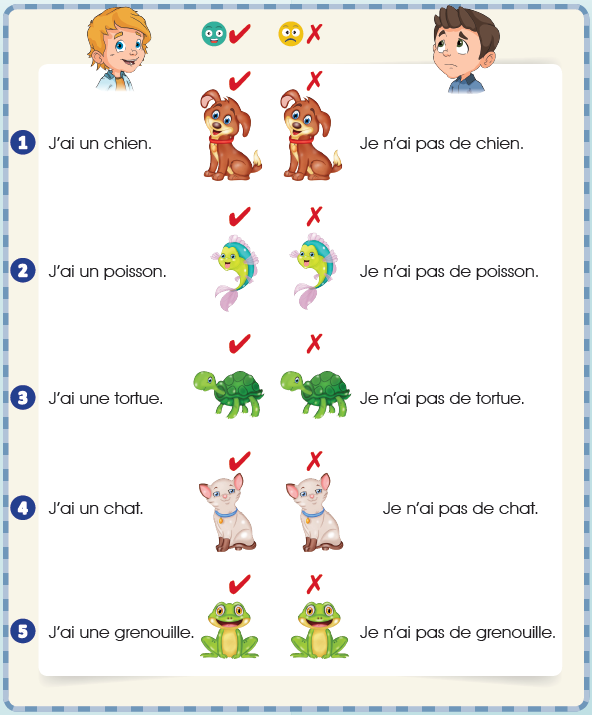 1 J'ai un chien. Je n'ai pas de chien.
2 J'ai un poisson. Je n'ai pas de poisson.
3 J'ai une tortue. Je n'ai pas de tortue.
4 J'ai un chat. Je n'ai pas de chat.
5 J'ai une grenouille. Je n'ai pas de grenouille.